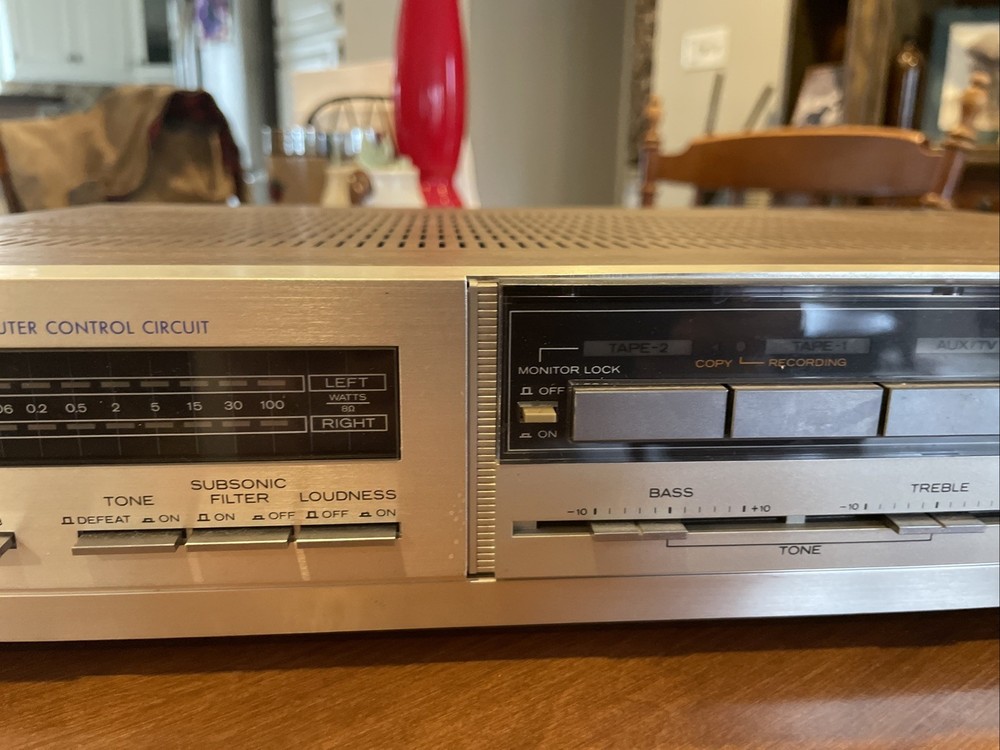 UTER CONTROL CIRCUIT
06 0.2 0.5 2 5 15 30 100
LEFT
WATTS
8Ω
RIGHT
TONE
DEFEAT ON
SUBSONIC
FILTER
ON OFF
LOUDNESS
OFF ON
TAPE-2
TAPE-1
AUX/TV
COPY RECORDING
MONITOR LOCK
OFF
ON
BASS
-10 +10
TREBLE
-10
TONE